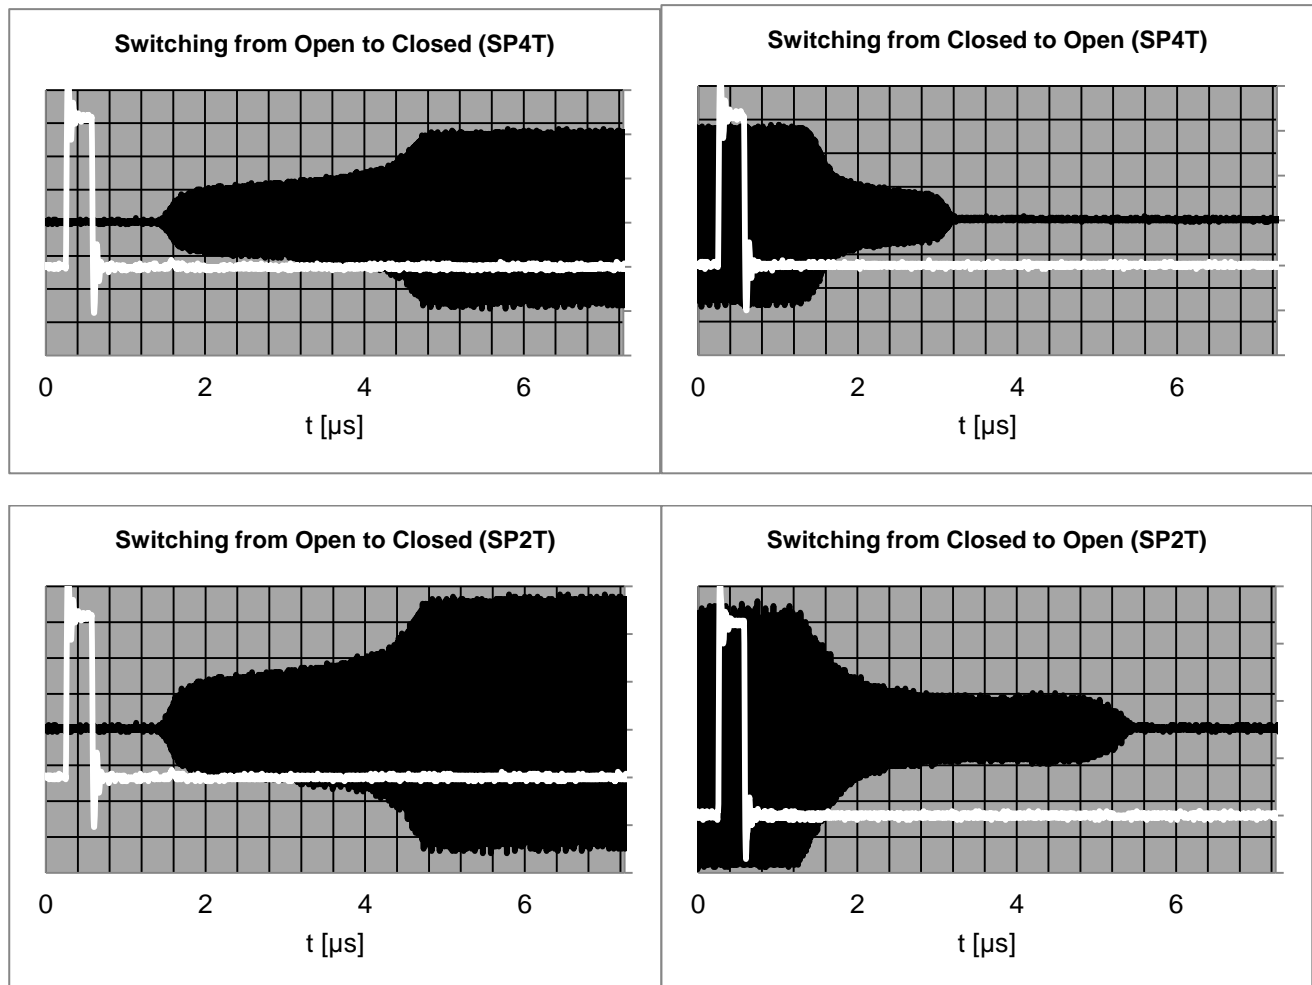 Switching from Open to Closed (SP4T)
0 2 4 6
t [µs]
Switching from Closed to Open (SP4T)
0 2 4 6
t [µs]
Switching from Open to Closed (SP2T)
0 2 4 6
t [µs]
Switching from Closed to Open (SP2T)
0 2 4 6
t [µs]